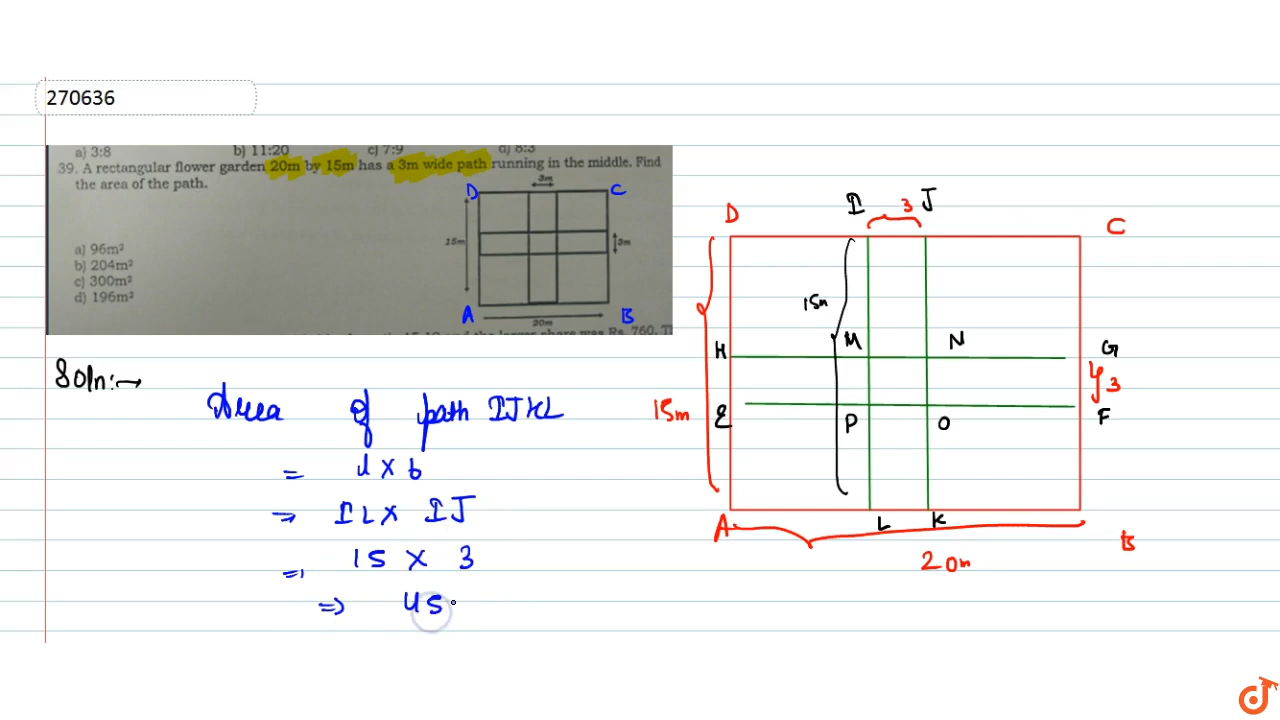 270636
a) 3:8 b) 11:20 c) 7:9 d) 8:3
39. A rectangular flower garden 20m by 15m has a 3m wide path running in the middle. Find
the area of the path.
3m
D C
15m 3m
a) 96m²
b) 204m²
c) 300m²
d) 196m²
A B
20m
Soln:→
Area of path IJKL
= l × b
⇒ IL × IJ
= 15 × 3
⇒ 45
D I 3 J C
15m
H M N G
3
15m E P O F
A L K B
20m